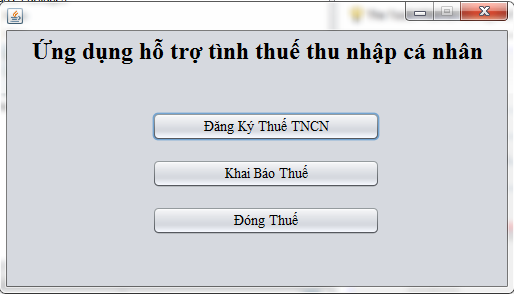 Ứng dụng hỗ trợ tình thuế thu nhập cá nhân
Đăng Ký Thuế TNCN
Khai Báo Thuế
Đóng Thuế